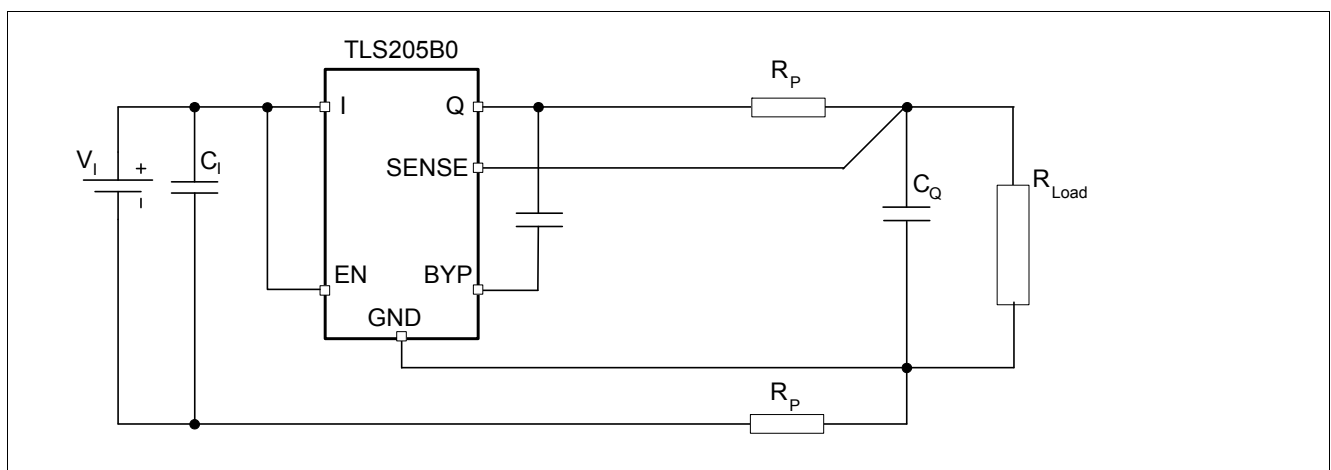 TLS205B0
I
Q
R_P
SENSE
V_I
+
-
C_I
C_Q
R_Load
EN
BYP
GND
R_P